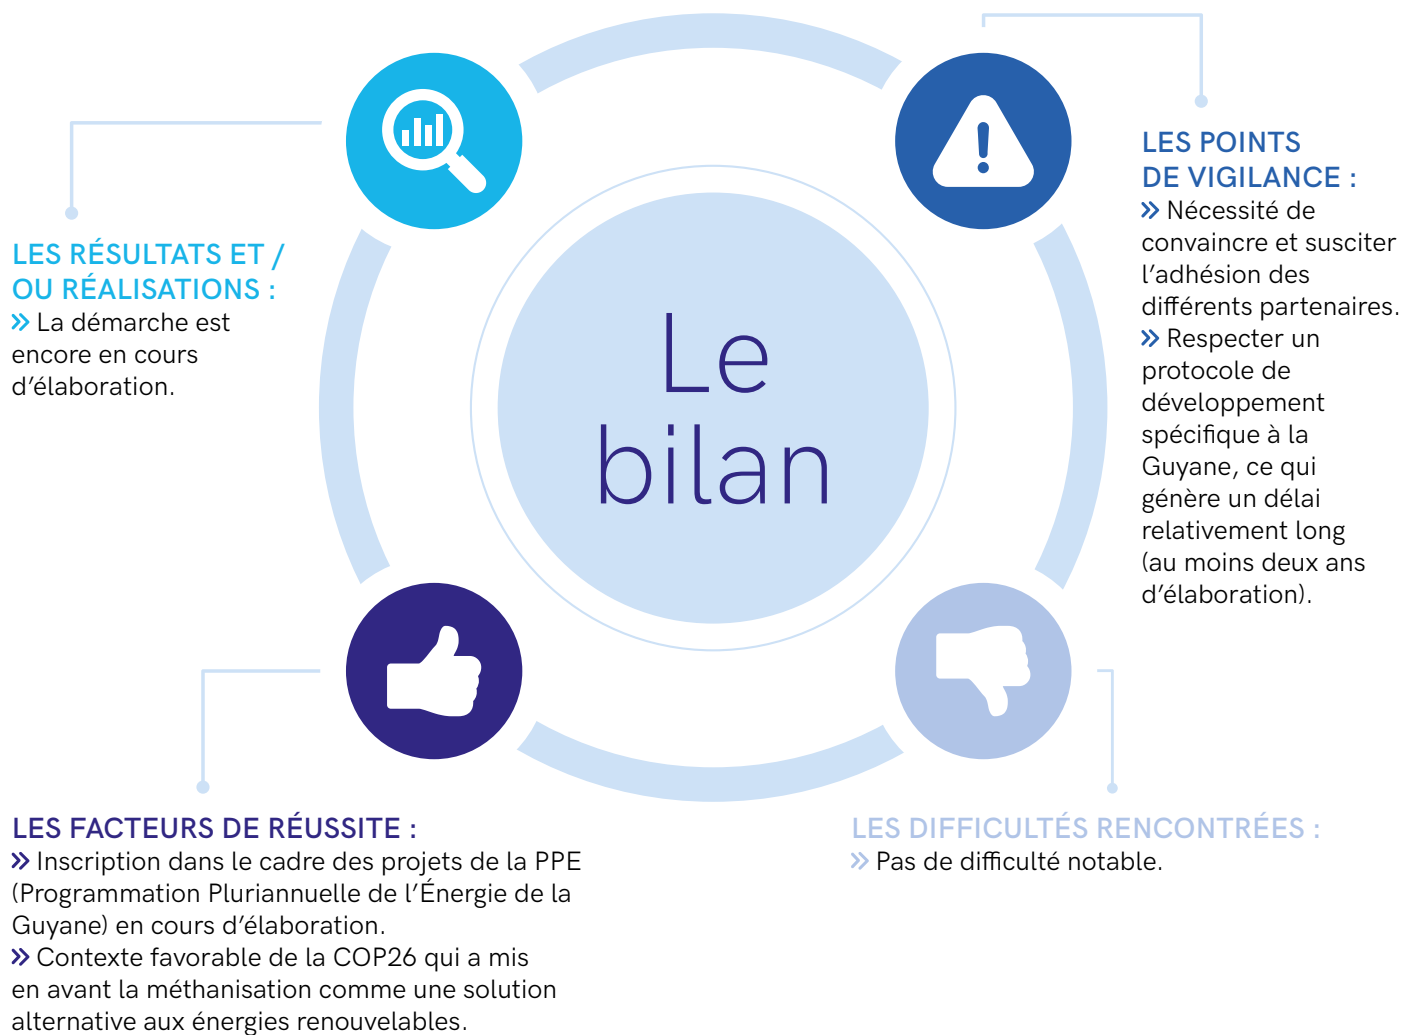 Le
bilan
LES RÉSULTATS ET /
OU RÉALISATIONS :
» La démarche est
encore en cours
d’élaboration.
LES POINTS
DE VIGILANCE :
» Nécessité de
convaincre et susciter
l’adhésion des
différents partenaires.
» Respecter un
protocole de
développement
spécifique à la
Guyane, ce qui
génère un délai
relativement long
(au moins deux ans
d’élaboration).
LES FACTEURS DE RÉUSSITE :
» Inscription dans le cadre des projets de la PPE
(Programmation Pluriannuelle de l’Énergie de la
Guyane) en cours d’élaboration.
» Contexte favorable de la COP26 qui a mis
en avant la méthanisation comme une solution
alternative aux énergies renouvelables.
LES DIFFICULTÉS RENCONTRÉES :
» Pas de difficulté notable.